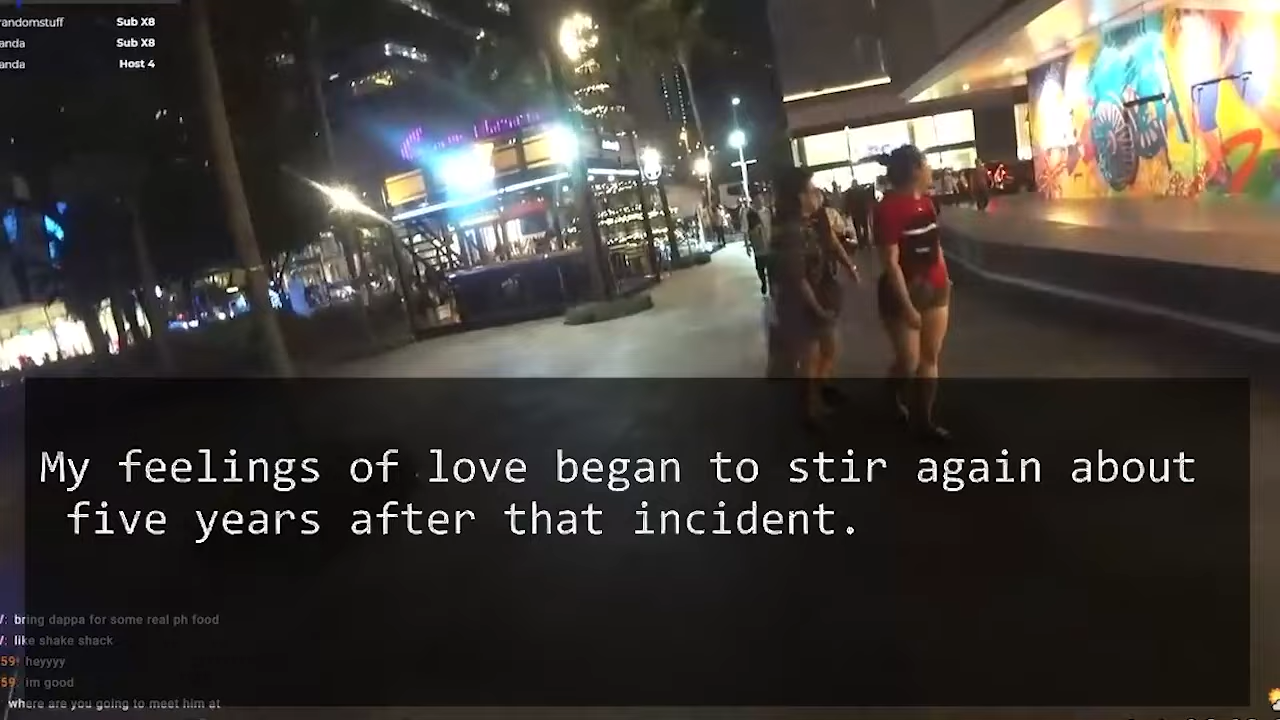 randomstuff Sub X8
anda Sub X8
anda Host 4
My feelings of love began to stir again about
five years after that incident.
bring dappa for some real ph food
like shake shack
59: heyyyy
59: im good
where are you going to meet him at